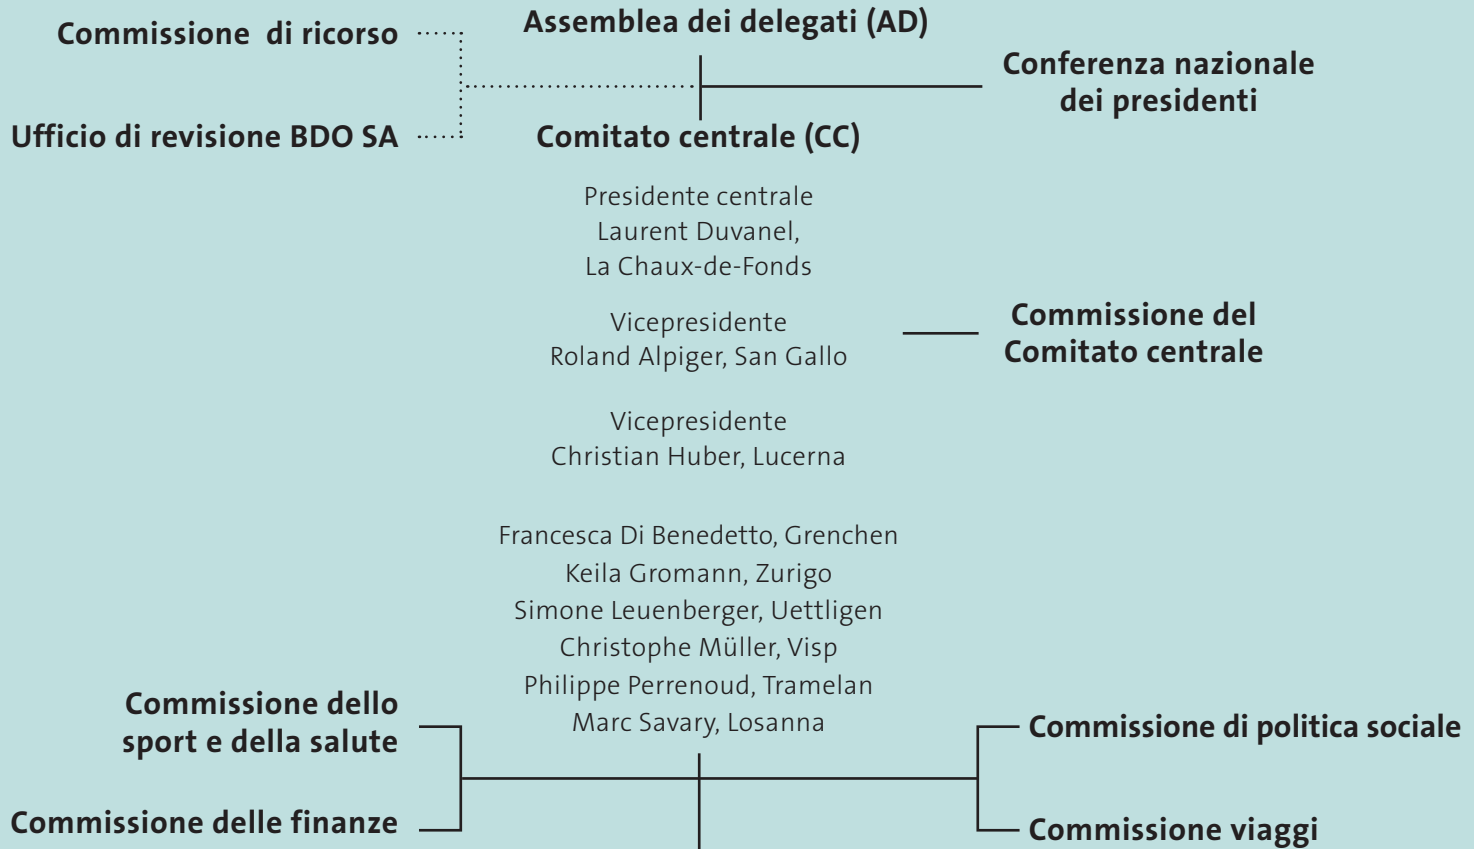 Assemblea dei delegati (AD)
Commissione di ricorso
Conferenza nazionale
dei presidenti
Ufficio di revisione BDO SA
Comitato centrale (CC)
Presidente centrale
Laurent Duvanel,
La Chaux-de-Fonds
Vicepresidente
Roland Alpiger, San Gallo
Commissione del
Comitato centrale
Vicepresidente
Christian Huber, Lucerna
Francesca Di Benedetto, Grenchen
Keila Gromann, Zurigo
Simone Leuenberger, Uettligen
Christophe Müller, Visp
Philippe Perrenoud, Tramelan
Marc Savary, Losanna
Commissione dello
sport e della salute
Commissione di politica sociale
Commissione delle finanze
Commissione viaggi